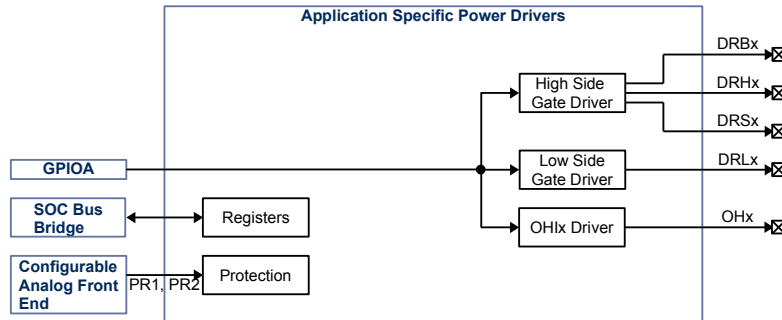 Application Specific Power Drivers
DRBx
High Side
Gate Driver
DRHx
DRSx
GPIOA
Low Side
Gate Driver
DRLx
SOC Bus
Bridge
Registers
OHIx Driver
OHx
Configurable
Analog Front
End
PR1, PR2
Protection